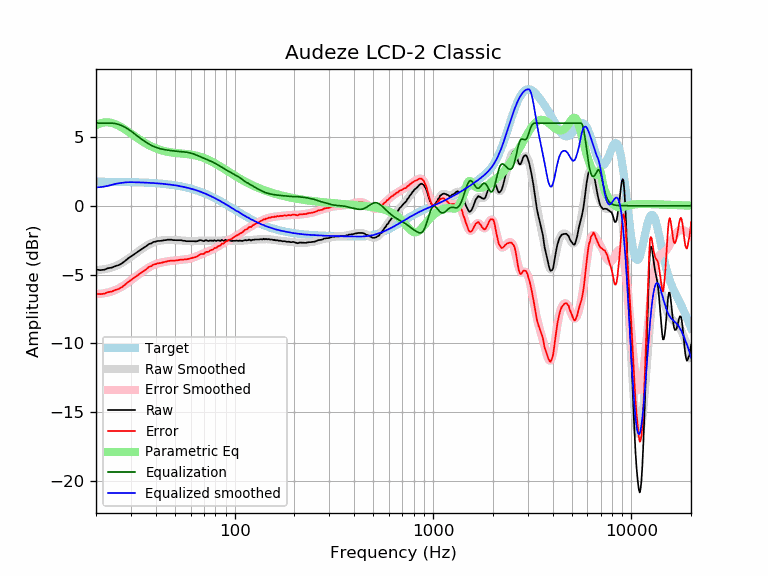 Audeze LCD-2 Classic
Amplitude (dBr)
5
0
−5
−10
−15
−20
Target
Raw Smoothed
Error Smoothed
Raw
Error
Parametric Eq
Equalization
Equalized smoothed
100 1000 10000
Frequency (Hz)